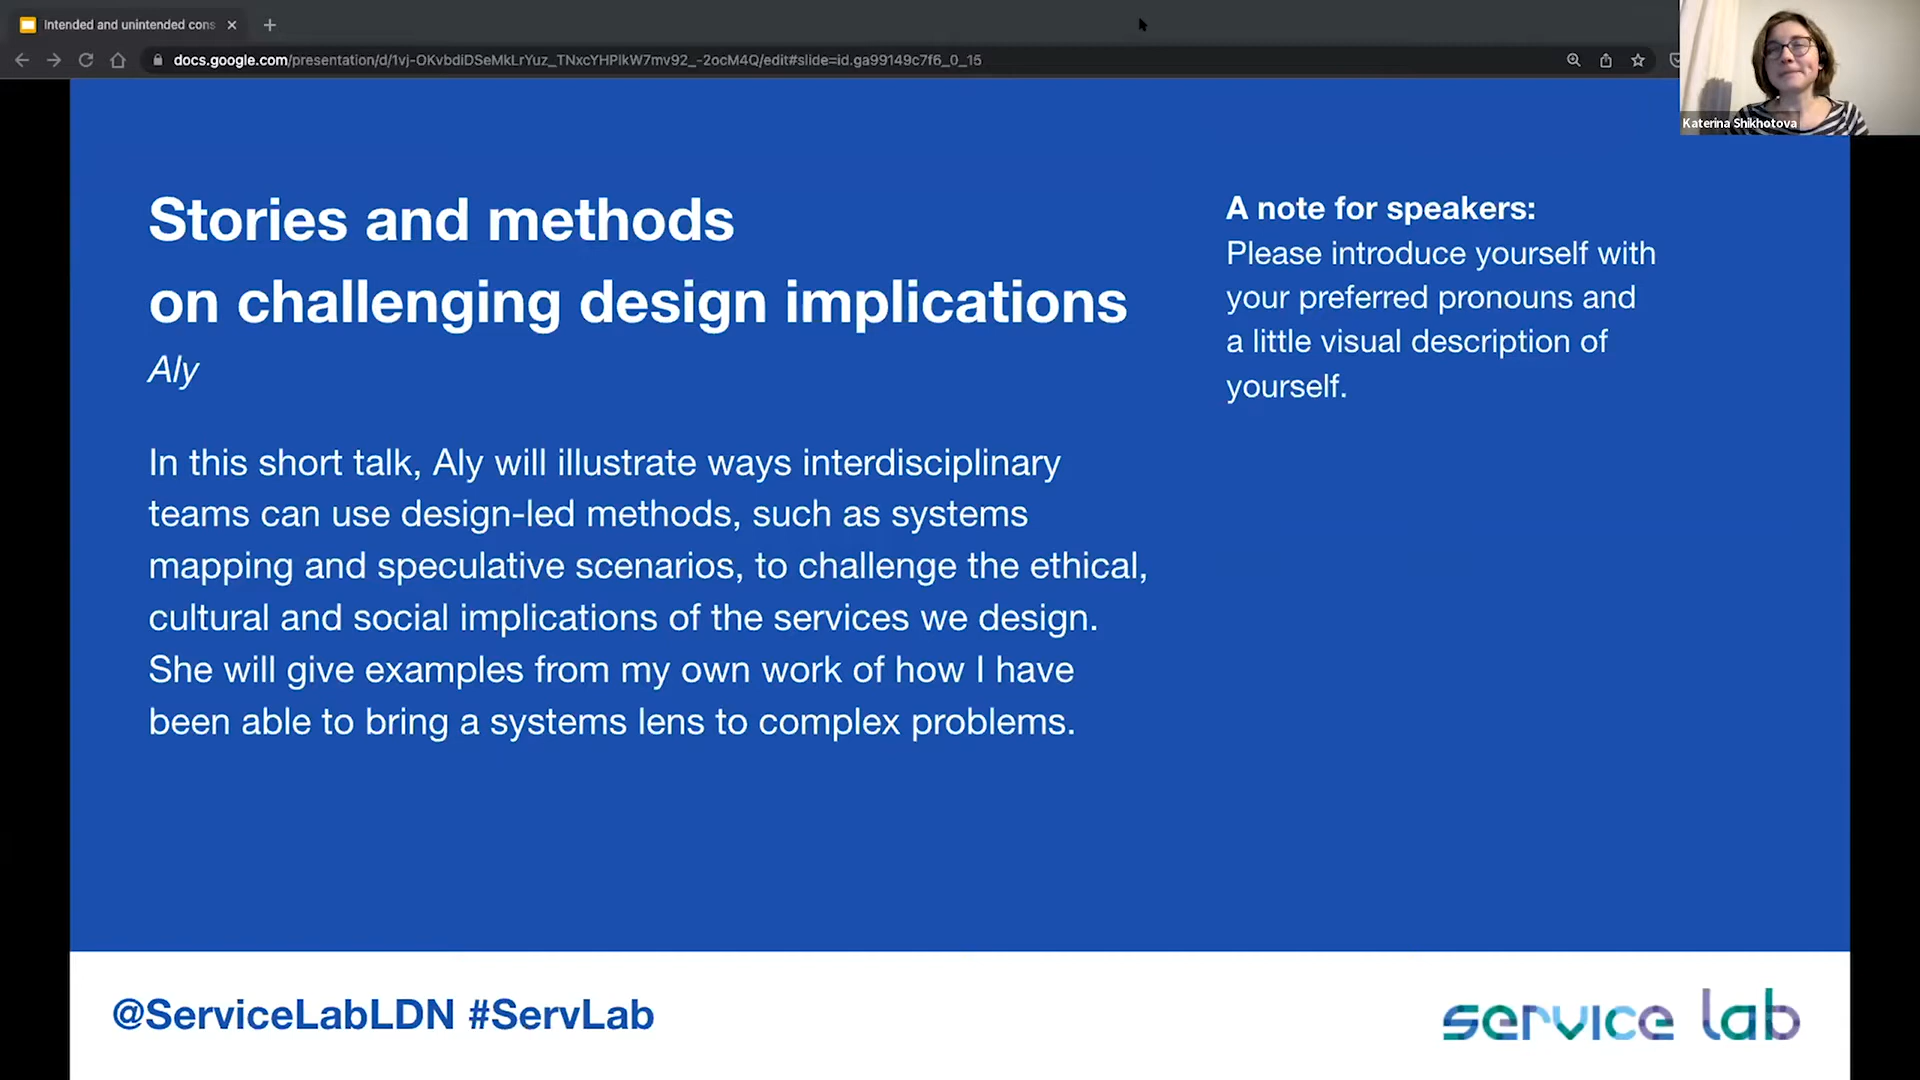 Intended and unintended cons
docs.google.com/presentation/d/1vj-OKvbdiDSeMkLrYuz_TNxcYHPlkW7mv92_-2ocM4Q/edit#slide=id.ga99149c7f6_0_15
Katerina Shikhotova
Stories and methods
on challenging design implications
Aly
In this short talk, Aly will illustrate ways interdisciplinary
teams can use design-led methods, such as systems
mapping and speculative scenarios, to challenge the ethical,
cultural and social implications of the services we design.
She will give examples from my own work of how I have
been able to bring a systems lens to complex problems.
A note for speakers:
Please introduce yourself with
your preferred pronouns and
a little visual description of
yourself.
@ServiceLabLDN #ServLab
service lab